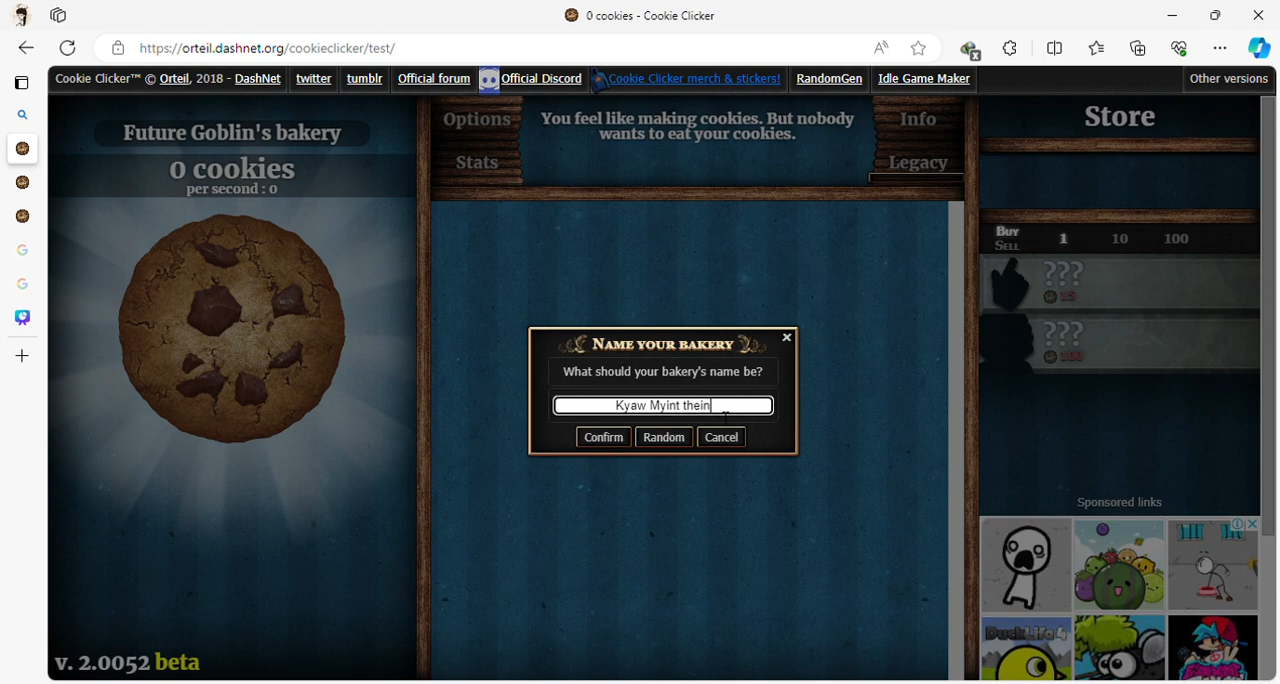 0 cookies - Cookie Clicker
https://orteil.dashnet.org/cookieclicker/test/
Cookie Clicker™ © Orteil, 2018 - DashNet
twitter
tumblr
Official forum
Official Discord
Cookie Clicker merch & stickers!
RandomGen
Idle Game Maker
Other versions
Future Goblin's bakery
0 cookies
per second : 0
Options
Stats
You feel like making cookies. But nobody
wants to eat your cookies.
Info
Legacy
Store
Buy
Sell
1
10
100
???
15
???
100
Name your bakery
What should your bakery's name be?
Kyaw Myint thein
Confirm
Random
Cancel
Sponsored links
DuckLife4
v. 2.0052 beta